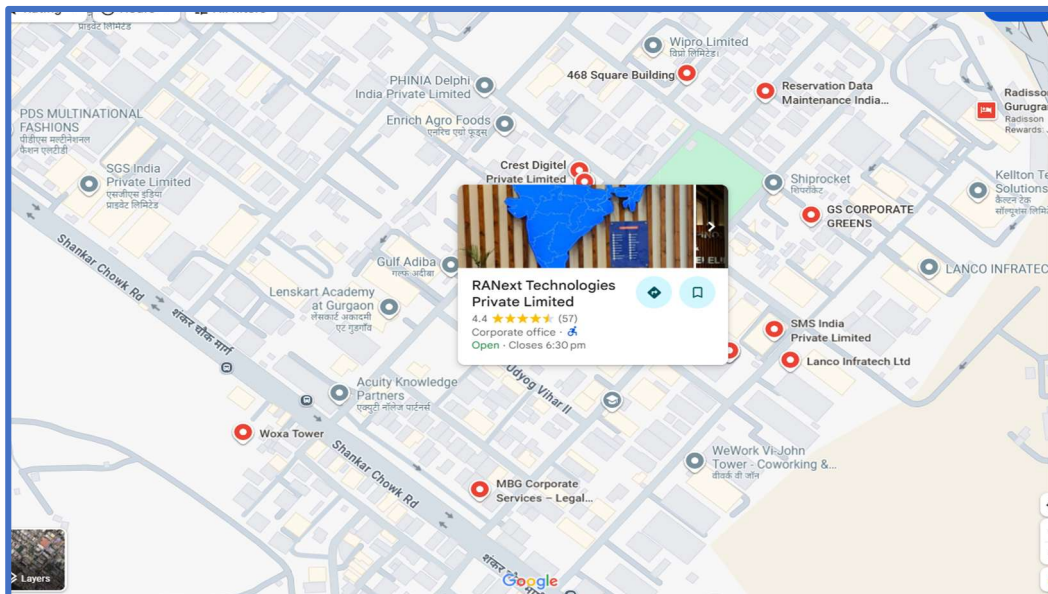 प्राइवेट लिमिटेड
Wipro Limited
विप्रो लिमिटेड।
468 Square Building
PHINIA Delphi
India Private Limited
Reservation Data
Maintenance India...
Enrich Agro Foods
एनरिच एग्रो फूड्स
PDS MULTINATIONAL
FASHIONS
पीडीएस मल्टीनेशनल
फैशन एलटीडी
Radisson
Rewards
Crest Digitel
Private Limited
SGS India
Private Limited
एसजीएस इंडिया
प्राइवेट लिमिटेड
Shiprocket
शिपरॉकेट
Kellton
Solutions
GS CORPORATE
GREENS
Shankar Chowk Rd
शंकर चौक मार्ग
Gulf Adiba
गल्फ अदीबा
LANCO INFRATEC
RANext Technologies
Private Limited
4.4 (57)
Corporate office ·
Open · Closes 6:30 pm
Lenskart Academy
at Gurgaon
लेंसकार्ट अकादमी
एट गुड़गाँव
SMS India
Private Limited
Lanco Infratech Ltd
Udyog Vihar II
Acuity Knowledge
Partners
एक्युटी नॉलेज पार्टनर्स
Woxa Tower
Shankar Chowk Rd
WeWork Vi-John
Tower - Coworking &...
वीवर्क वी जॉन
MBG Corporate
Services – Legal...
शंकर चौक
Layers
Google